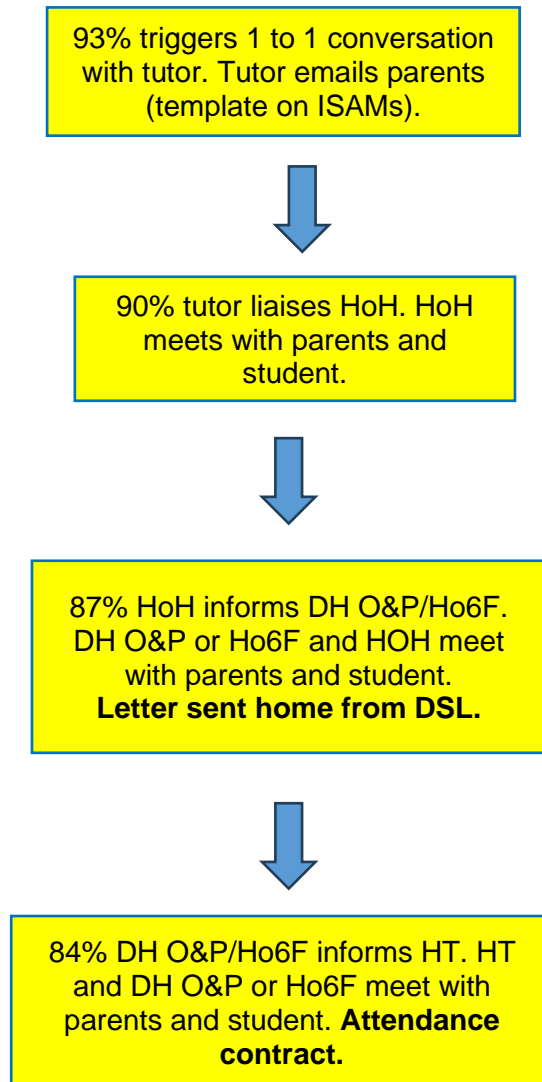 93% triggers 1 to 1 conversation
with tutor. Tutor emails parents
(template on ISAMs).
90% tutor liaises HoH. HoH
meets with parents and
student.
87% HoH informs DH O&P/Ho6F.
DH O&P or Ho6F and HOH meet
with parents and student.
Letter sent home from DSL.
84% DH O&P/Ho6F informs HT. HT
and DH O&P or Ho6F meet with
parents and student. Attendance
contract.